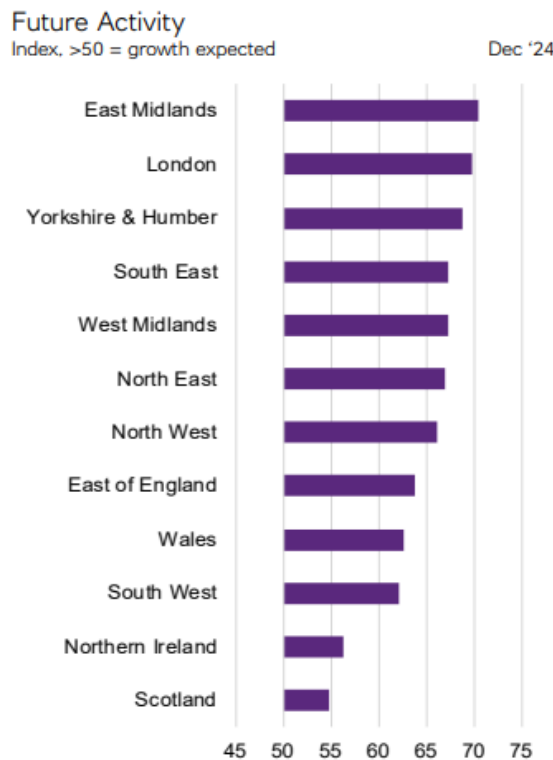 Future Activity
Index, >50 = growth expected Dec ‘24
East Midlands
London
Yorkshire & Humber
South East
West Midlands
North East
North West
East of England
Wales
South West
Northern Ireland
Scotland
45 50 55 60 65 70 75